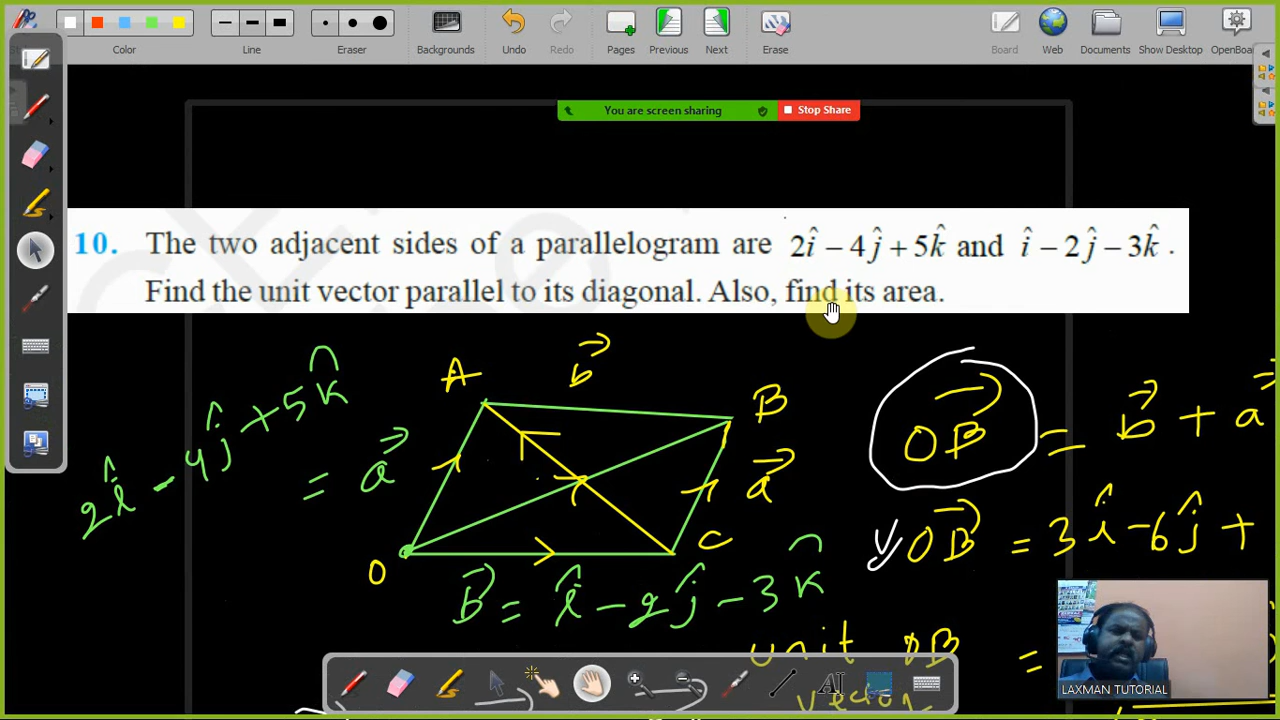 Color
Line
Eraser
Backgrounds
Undo
Redo
Pages
Previous
Next
Erase
Board
Web
Documents
Show Desktop
OpenBoa
You are screen sharing
Stop Share
10. The two adjacent sides of a parallelogram are 2î − 4ĵ + 5k̂ and î − 2ĵ − 3k̂ .
Find the unit vector parallel to its diagonal. Also, find its area.
2î − 4ĵ + 5k̂
= a⃗
A
b⃗
B
a⃗
C
O
B⃗ = î − 2ĵ − 3k̂
OB⃗ = b⃗ + a⃗
OB⃗ = 3î − 6ĵ +
unit
OB =
vector
LAXMAN TUTORIAL